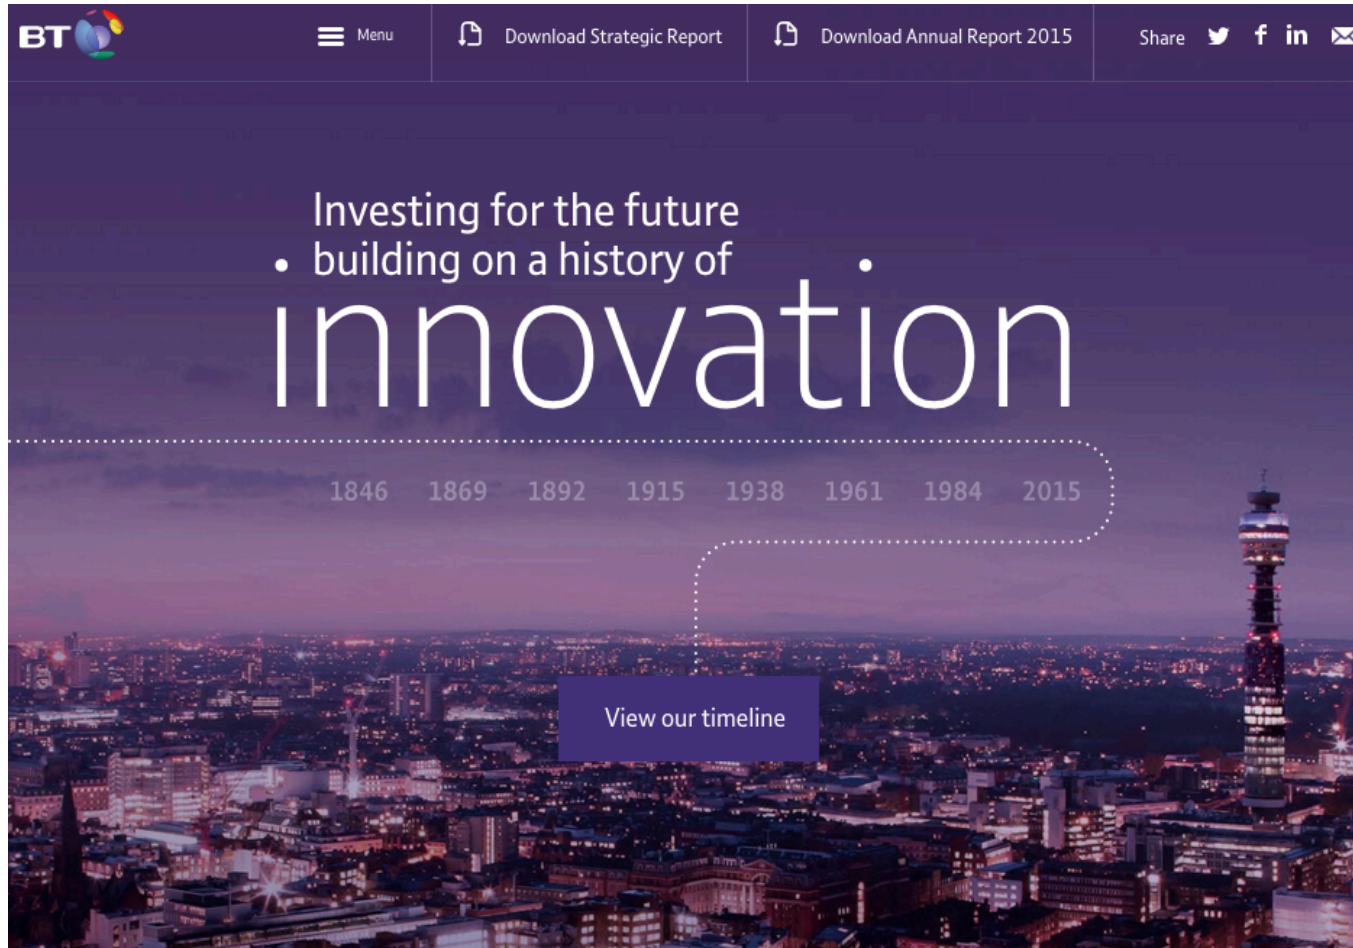 BT
Menu
Download Strategic Report
Download Annual Report 2015
Share
Investing for the future
building on a history of
innovation
1846 1869 1892 1915 1938 1961 1984 2015
View our timeline